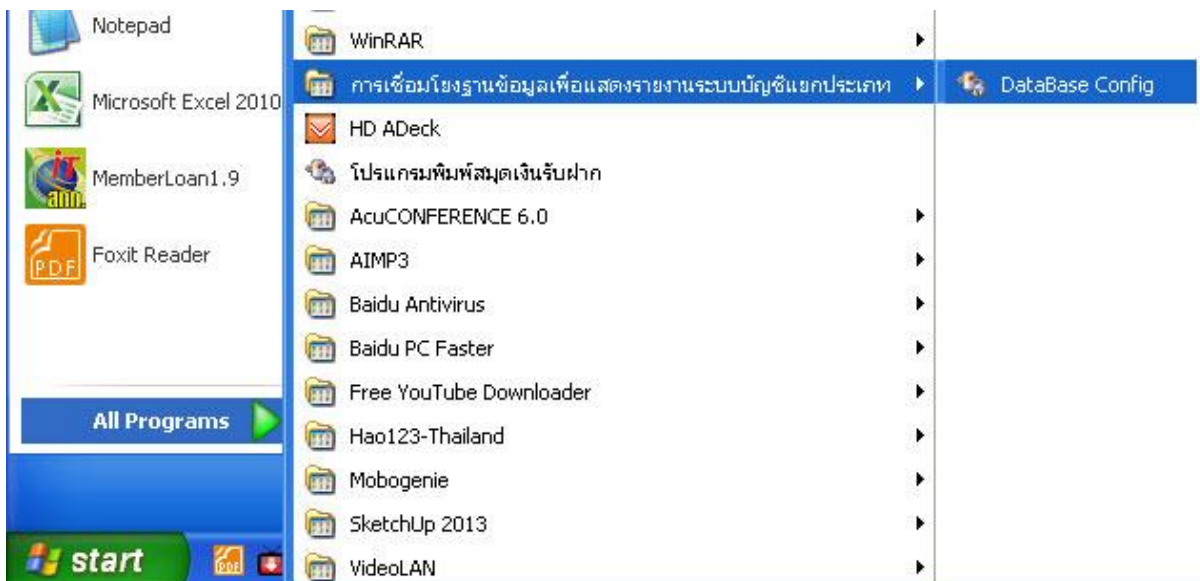 Notepad
Microsoft Excel 2010
MemberLoan1.9
Foxit Reader
PDF
All Programs
start
WinRAR
การเชื่อมโยงฐานข้อมูลเพื่อแสดงรายงานระบบบัญชีแยกประเภท
HD ADeck
โปรแกรมพิมพ์สมุดเงินรับฝาก
AcuCONFERENCE 6.0
AIMP3
Baidu Antivirus
Baidu PC Faster
Free YouTube Downloader
Hao123-Thailand
Mobogenie
SketchUp 2013
VideoLAN
DataBase Config